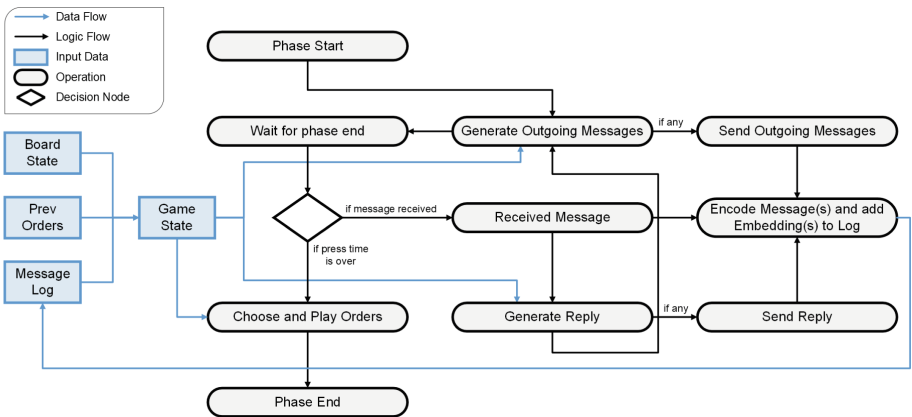 Data Flow
Logic Flow
Input Data
Operation
Decision Node
Phase Start
Wait for phase end
Generate Outgoing Messages
if any
Send Outgoing Messages
Board
State
Prev
Orders
Game
State
if message received
Received Message
Encode Message(s) and add
Embedding(s) to Log
if press time
is over
Message
Log
Choose and Play Orders
Generate Reply
if any
Send Reply
Phase End